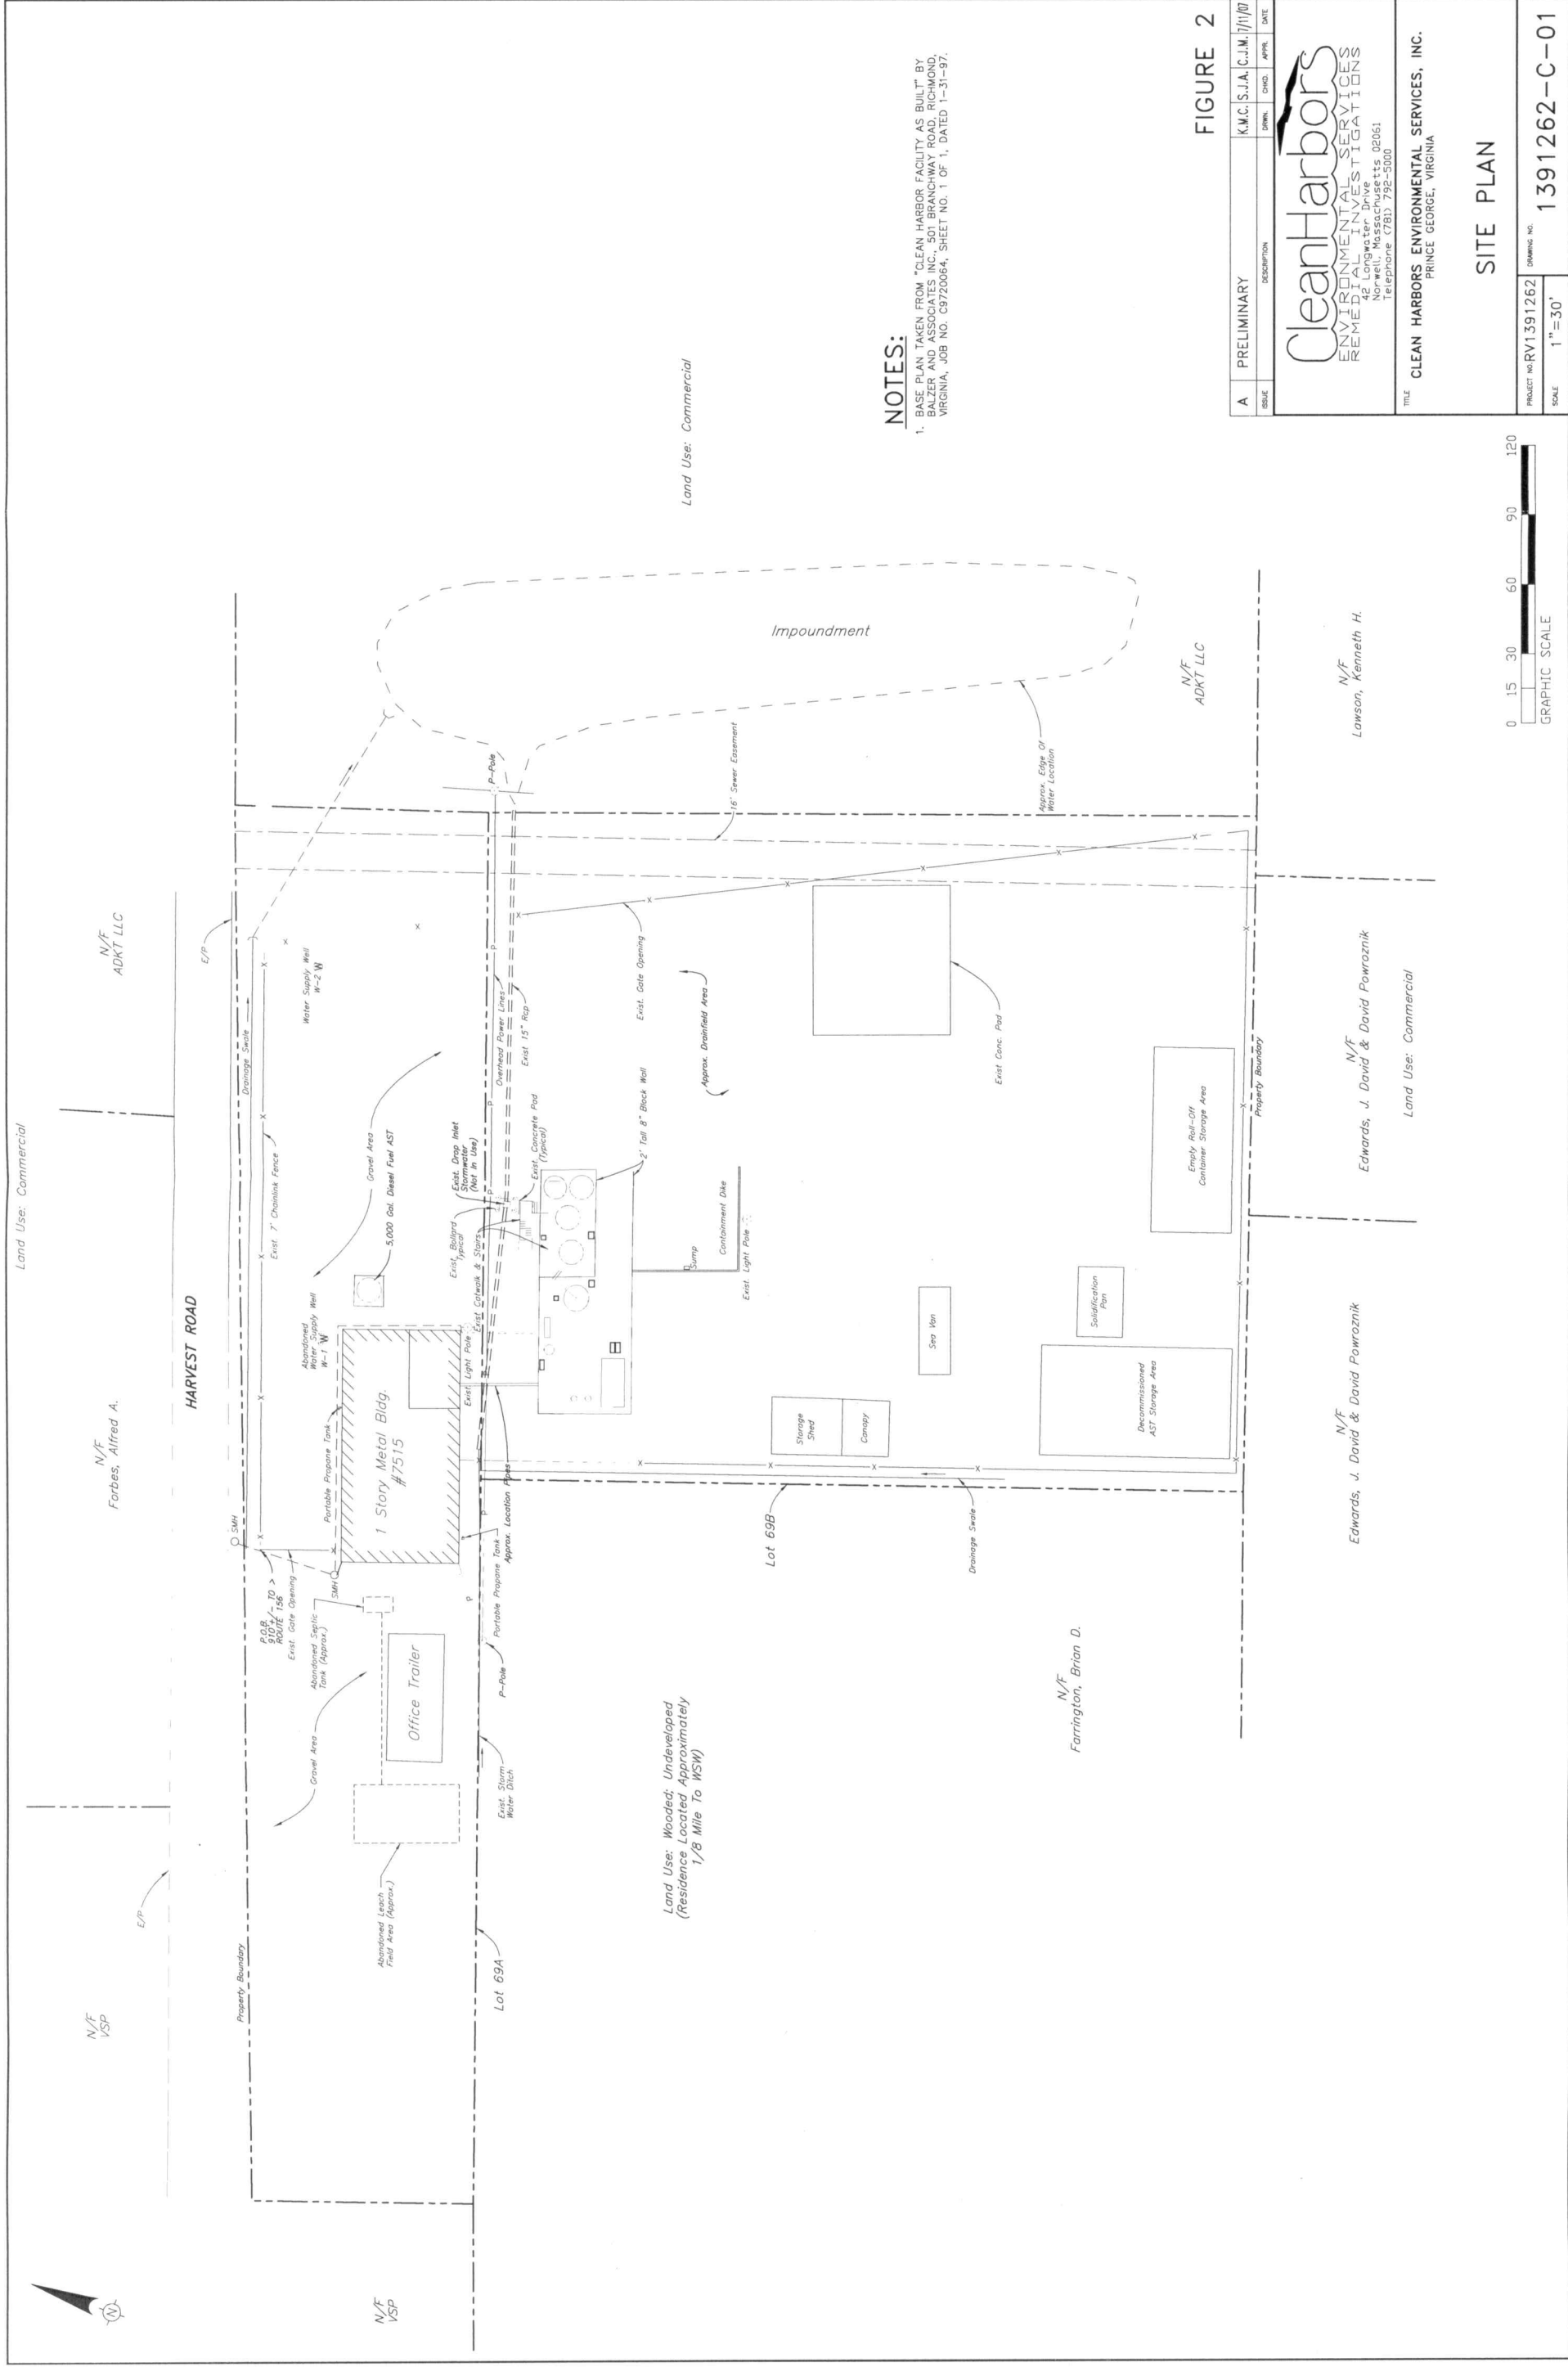 Land Use: Commercial
N/F
VSP
N/F
Forbes, Alfred A.
N/F
ADKT LLC
E/P
HARVEST ROAD
E/P
Property Boundary
SMH
P.O.B.
910'+/- TO >
ROUTE 156
Exist. Gate Opening
Drainage Swale
Exist. 7' Chainlink Fence
Abandoned Septic
Tank (Approx.)
SMH
Portable Propane Tank
Abandoned
Water Supply Well
W-1 W
Water Supply Well
W-2 W
Gravel Area
Gravel Area
5,000 Gal. Diesel Fuel AST
N/F
VSP
Abandoned Leach
Field Area (Approx.)
Office Trailer
1 Story Metal Bldg.
#7515
Exist. Light Pole
Exist. Bollard
Typical
Exist Catwalk & Stairs
Exist. Drop Inlet
Stormwater
(Not In Use)
Overhead Power Lines
P-Pole
Exist 15" Rcp
Exist. Concrete Pad
(Typical)
Lot 69A
Exist. Storm
Water Ditch
P-Pole
Portable Propane Tank
Approx. Location Pipes
2' Tall 8" Block Wall
Exist. Gate Opening
Approx. Drainfield Area
Sump
Containment Dike
Exist. Light Pole
16' Sewer Easement
Impoundment
Land Use: Commercial
Land Use: Wooded; Undeveloped
(Residence Located Approximately
1/8 Mile To WSW)
Lot 69B
Storage
Shed
Canopy
Sea Van
Drainage Swale
Exist Conc. Pad
Approx. Edge Of
Water Location
N/F
Farrington, Brian D.
Decommissioned
AST Storage Area
Solidification
Pan
Empty Roll-Off
Container Storage Area
N/F
ADKT LLC
Property Boundary
N/F
Edwards, J. David & David Powroznik
N/F
Edwards, J. David & David Powroznik
Land Use: Commercial
N/F
Lawson, Kenneth H.
0 15 30 60 90 120
GRAPHIC SCALE
NOTES:
1. BASE PLAN TAKEN FROM "CLEAN HARBOR FACILITY AS BUILT" BY
BALZER AND ASSOCIATES INC., 501 BRANCHWAY ROAD, RICHMOND,
VIRGINIA, JOB NO. C9720064, SHEET NO. 1 OF 1, DATED 1-31-97.
FIGURE 2
A PRELIMINARY K.M.C. S.J.A. C.J.M. 7/11/07
ISSUE DESCRIPTION DRWN. CHKD. APPR. DATE
CleanHarbors
ENVIRONMENTAL SERVICES
REMEDIAL INVESTIGATIONS
42 Longwater Drive
Norwell, Massachusetts 02061
Telephone (781) 792-5000
TITLE
CLEAN HARBORS ENVIRONMENTAL SERVICES, INC.
PRINCE GEORGE, VIRGINIA
SITE PLAN
PROJECT NO. RV1391262
DRAWING NO.
1391262-C-01
SCALE
1"=30'
N